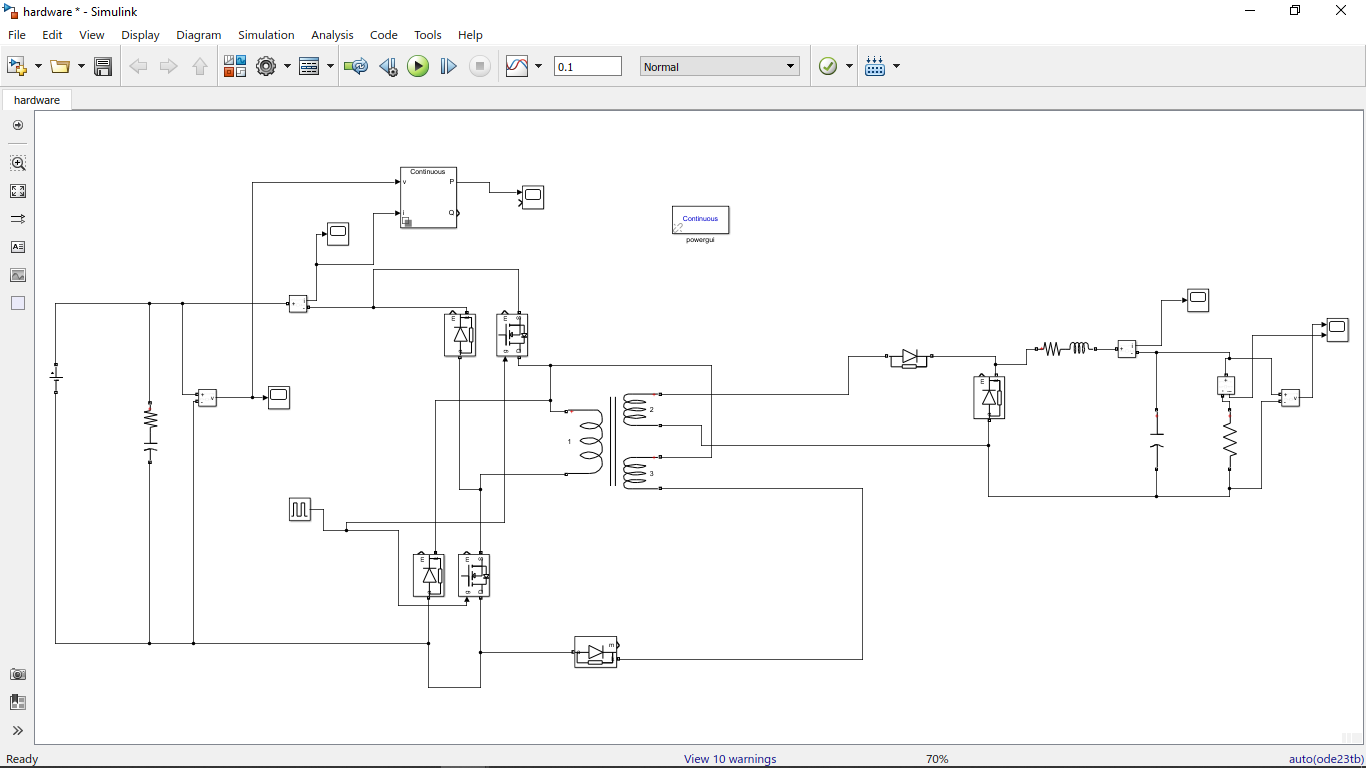 hardware * - Simulink
File Edit View Display Diagram Simulation Analysis Code Tools Help
0.1
Normal
hardware
Continuous
v
P
i
Q
Continuous
powergui
+
i
-
m
m
g
+
-
v
+
1
2
3
m
g
m
m
+
i
-
+
i
-
+
-
v
Ready
View 10 warnings
70%
auto(ode23tb)